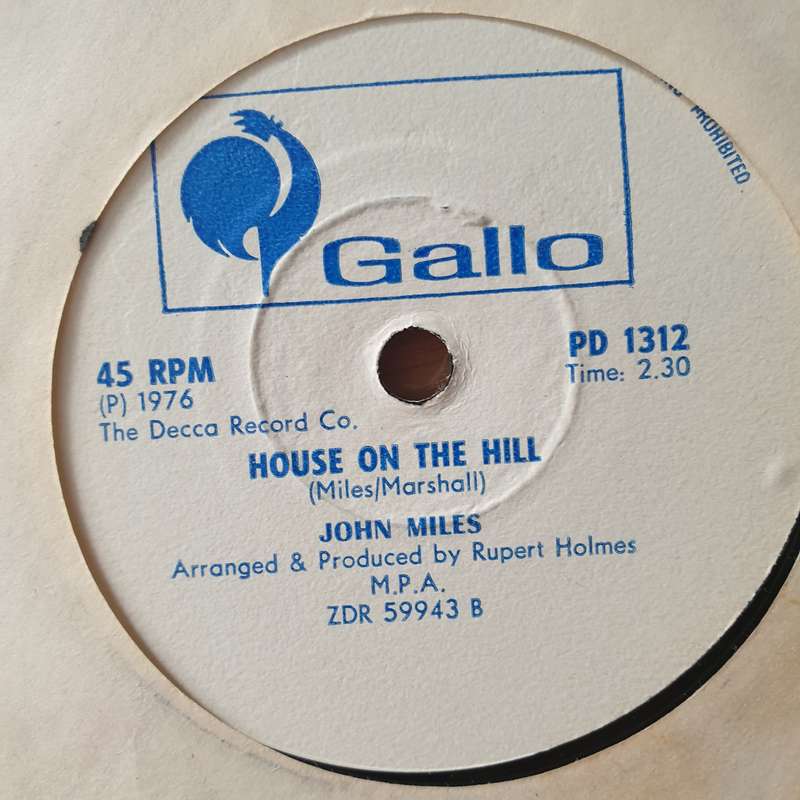 PROHIBITED
Gallo
PD 1312
Time: 2.30
45 RPM
(P) 1976
The Decca Record Co.
HOUSE ON THE HILL
(Miles/Marshall)
JOHN MILES
Arranged & Produced by Rupert Holmes
M.P.A.
ZDR 59943 B